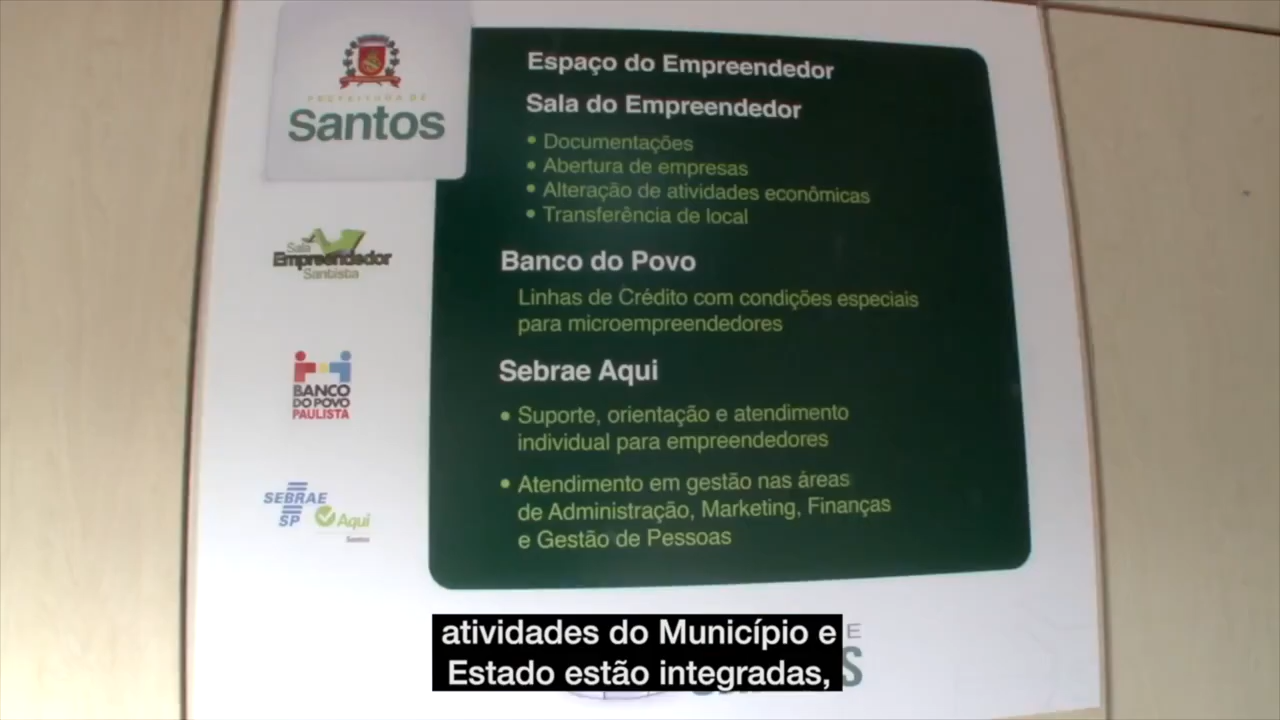 PREFEITURA DE
Santos
Espaço do Empreendedor
Sala do Empreendedor
• Documentações
• Abertura de empresas
• Alteração de atividades econômicas
• Transferência de local
Sala
Empreendedor
Santista
Banco do Povo
Linhas de Crédito com condições especiais
para microempreendedores
BANCO
DO POVO
PAULISTA
Sebrae Aqui
• Suporte, orientação e atendimento
individual para empreendedores
• Atendimento em gestão nas áreas
de Administração, Marketing, Finanças
e Gestão de Pessoas
SEBRAE
SP
Aqui
Santos
atividades do Município e
Estado estão integradas,